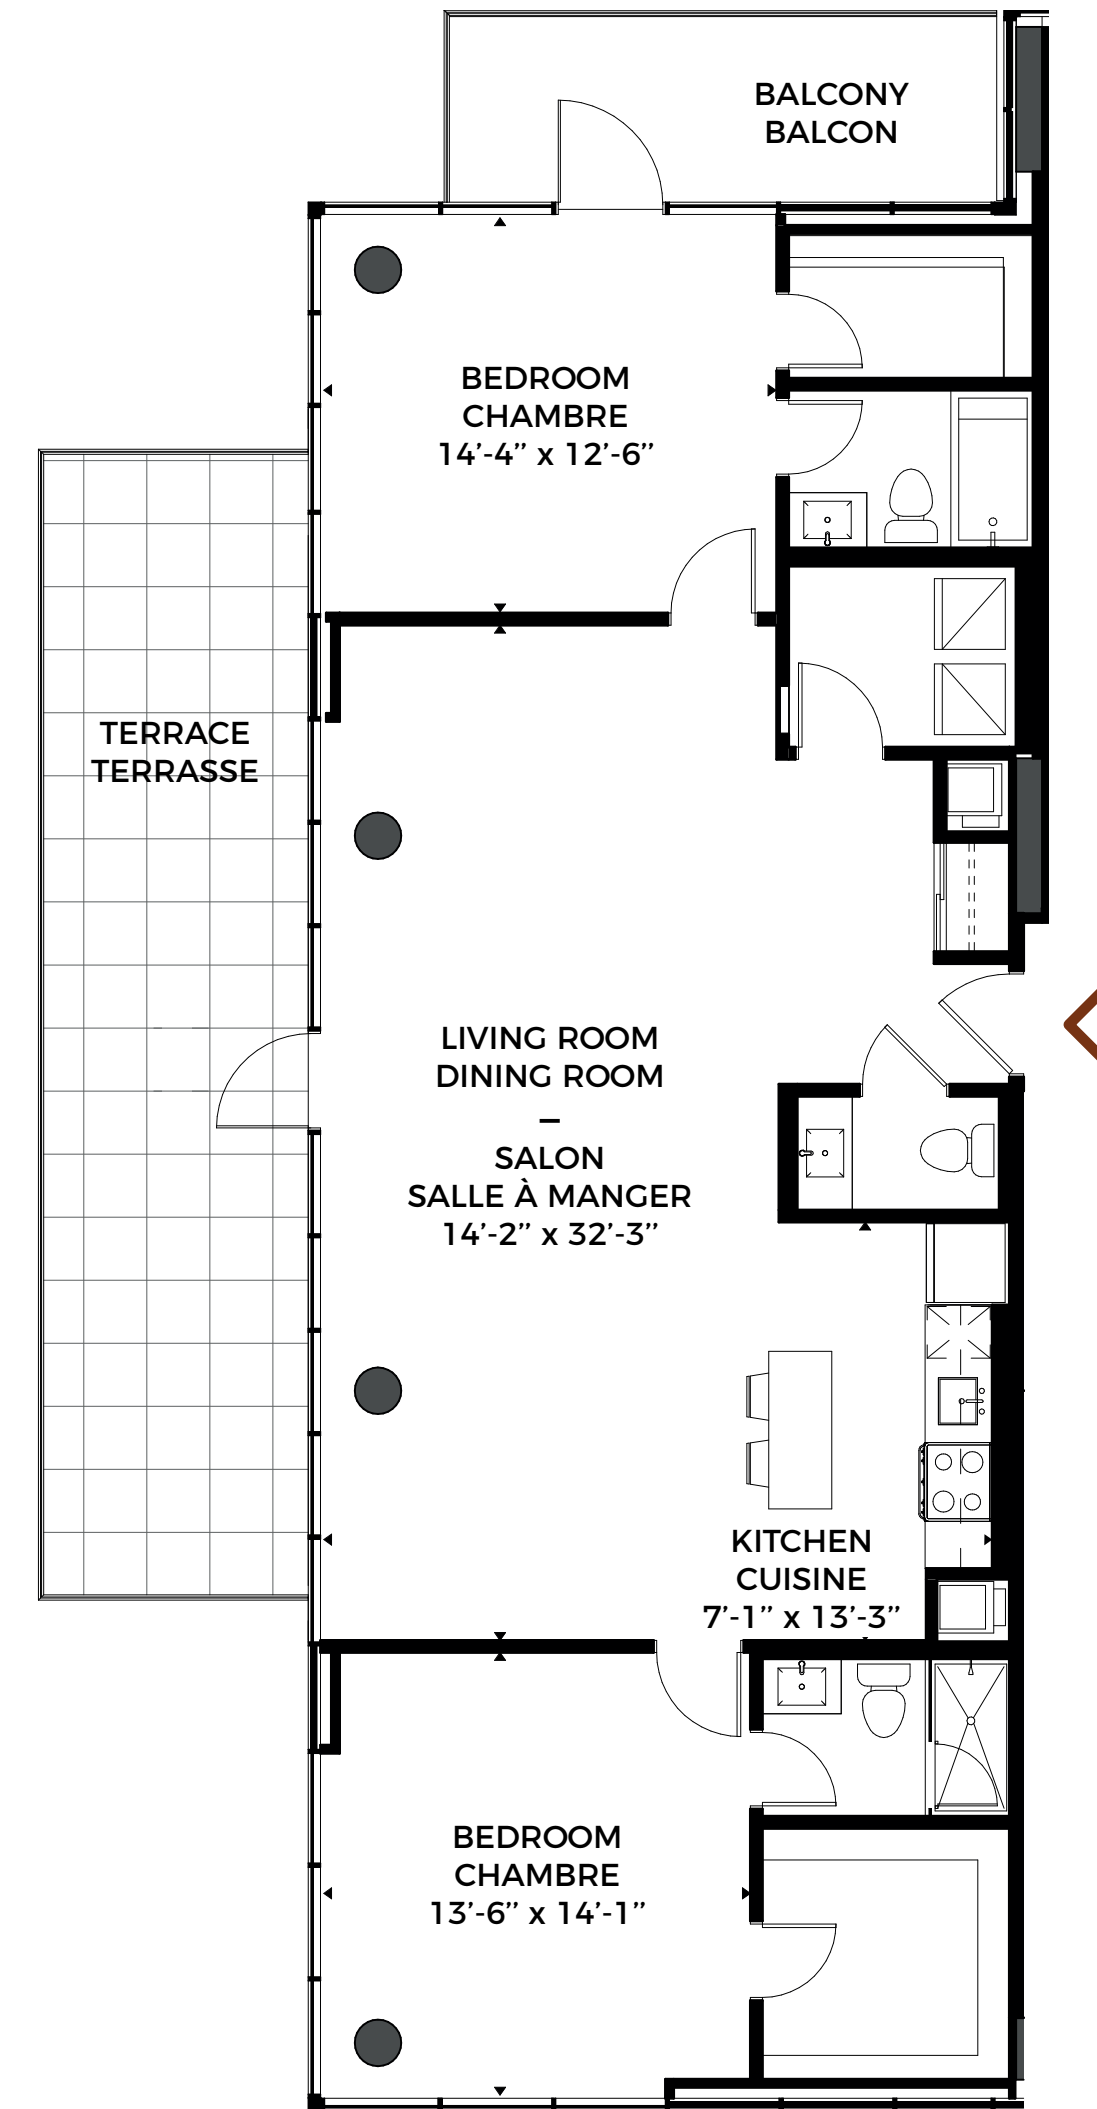 BALCONY
BALCON
BEDROOM
CHAMBRE
14’-4” x 12’-6”
TERRACE
TERRASSE
LIVING ROOM
DINING ROOM
–
SALON
SALLE À MANGER
14’-2” x 32’-3”
KITCHEN
CUISINE
7’-1” x 13’-3”
BEDROOM
CHAMBRE
13’-6” x 14’-1”